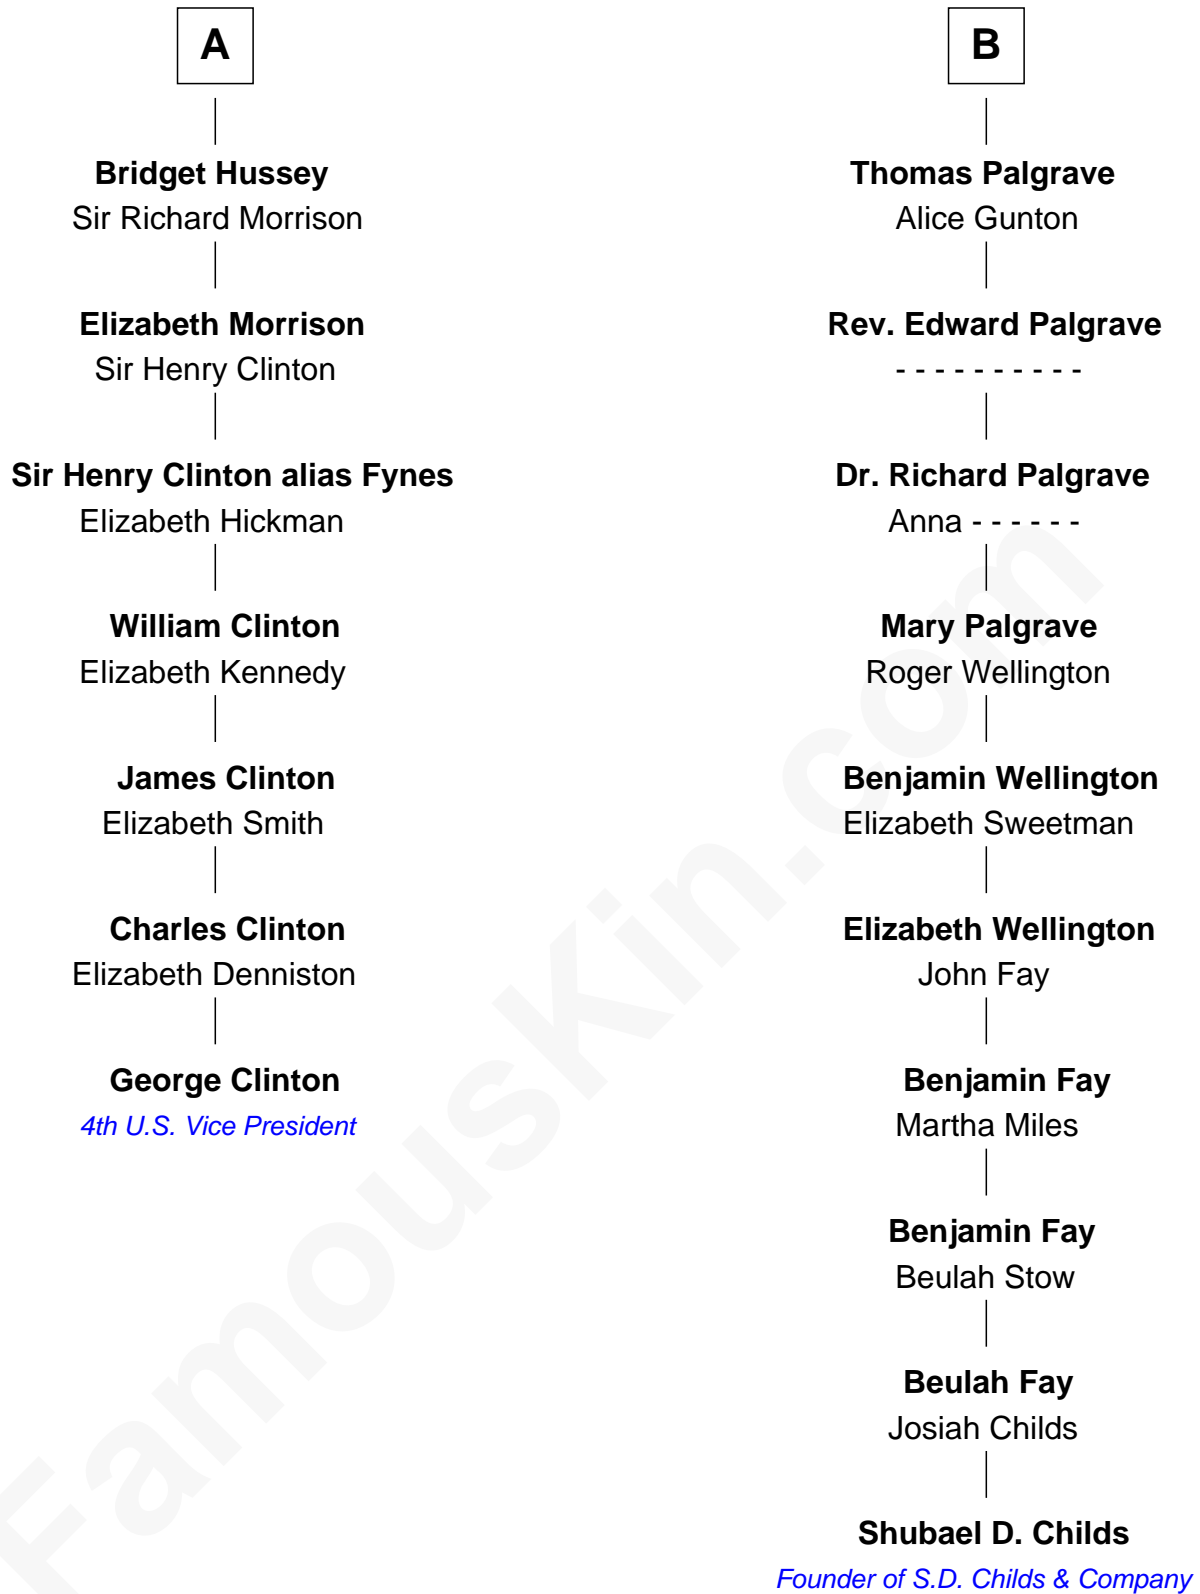 A
Bridget Hussey
Sir Richard Morrison
Elizabeth Morrison
Sir Henry Clinton
Sir Henry Clinton alias Fynes
Elizabeth Hickman
William Clinton
Elizabeth Kennedy
James Clinton
Elizabeth Smith
Charles Clinton
Elizabeth Denniston
George Clinton
4th U.S. Vice President
B
Thomas Palgrave
Alice Gunton
Rev. Edward Palgrave
- - - - - - - - - -
Dr. Richard Palgrave
Anna - - - - - -
Mary Palgrave
Roger Wellington
Benjamin Wellington
Elizabeth Sweetman
Elizabeth Wellington
John Fay
Benjamin Fay
Martha Miles
Benjamin Fay
Beulah Stow
Beulah Fay
Josiah Childs
Shubael D. Childs
Founder of S.D. Childs & Company
FamousKin.com